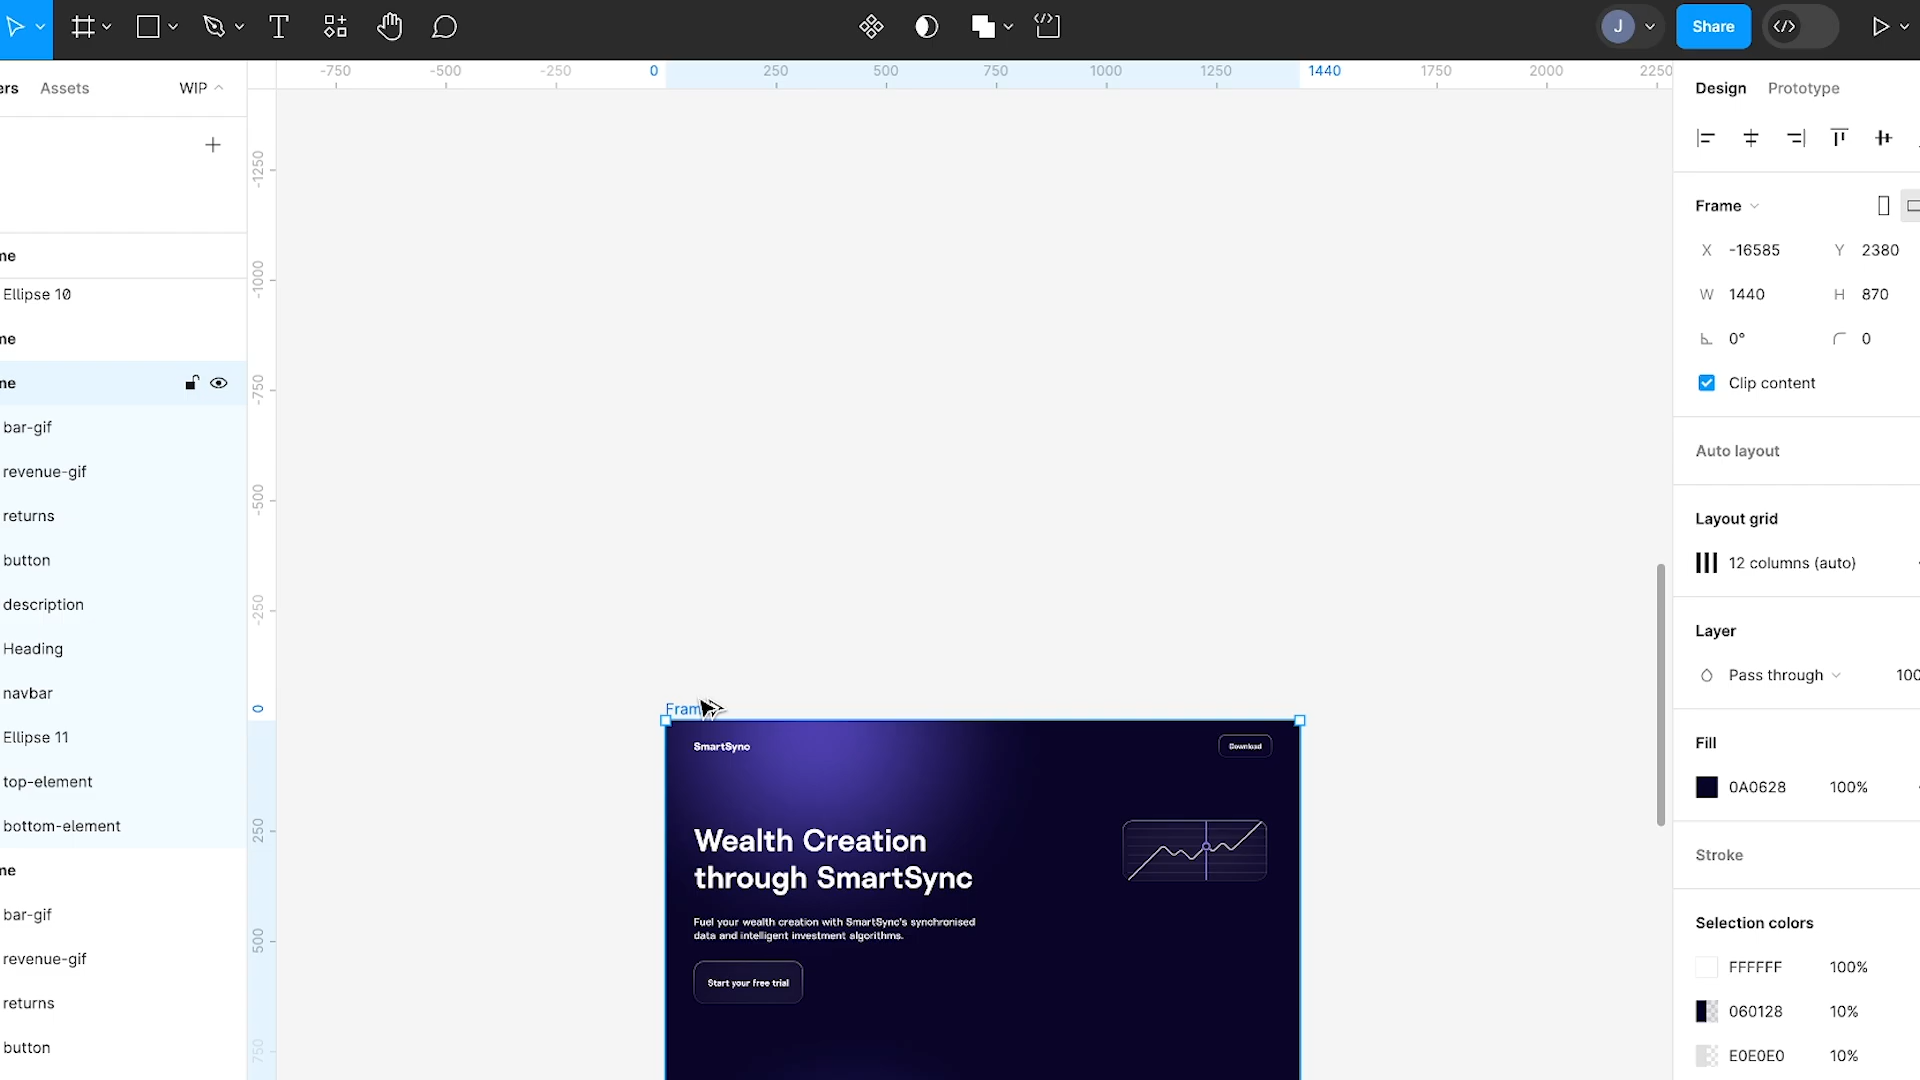 J
Share
-750
-500
-250
0
250
500
750
1000
1250
1440
1750
2000
2250
ers
Assets
WIP
me
Ellipse 10
me
ne
bar-gif
revenue-gif
returns
button
description
Heading
navbar
Ellipse 11
top-element
bottom-element
me
bar-gif
revenue-gif
returns
button
-1250
-1000
-750
-500
-250
0
250
500
750
Fram
SmartSync
Download
Wealth Creation
through SmartSync
Fuel your wealth creation with SmartSync's synchronised
data and intelligent investment algorithms.
Start your free trial
Design
Prototype
Frame
X -16585
Y 2380
W 1440
H 870
0°
0
Clip content
Auto layout
Layout grid
12 columns (auto)
Layer
Pass through
100
Fill
0A0628
100%
Stroke
Selection colors
FFFFFF
100%
060128
10%
E0E0E0
10%